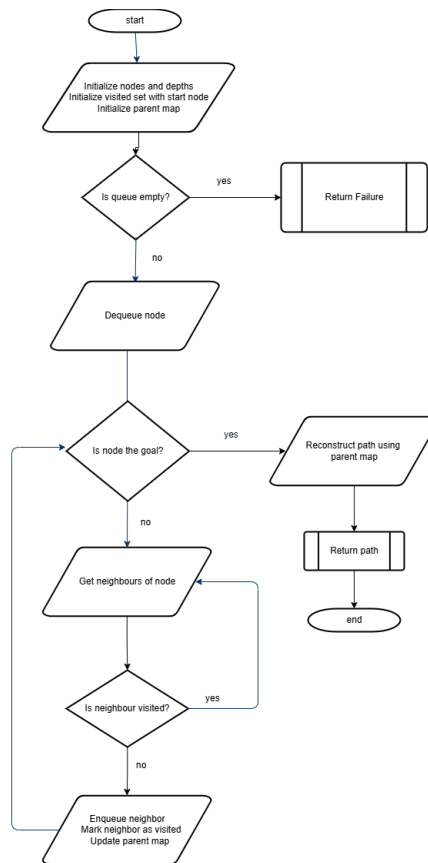 start
Initialize nodes and depths
Initialize visited set with start node
Initialize parent map
Is queue empty?
yes
Return Failure
no
Dequeue node
Is node the goal?
yes
Reconstruct path using
parent map
no
Return path
Get neighbours of node
end
Is neighbour visited?
yes
no
Enqueue neighbor
Mark neighbor as visited
Update parent map